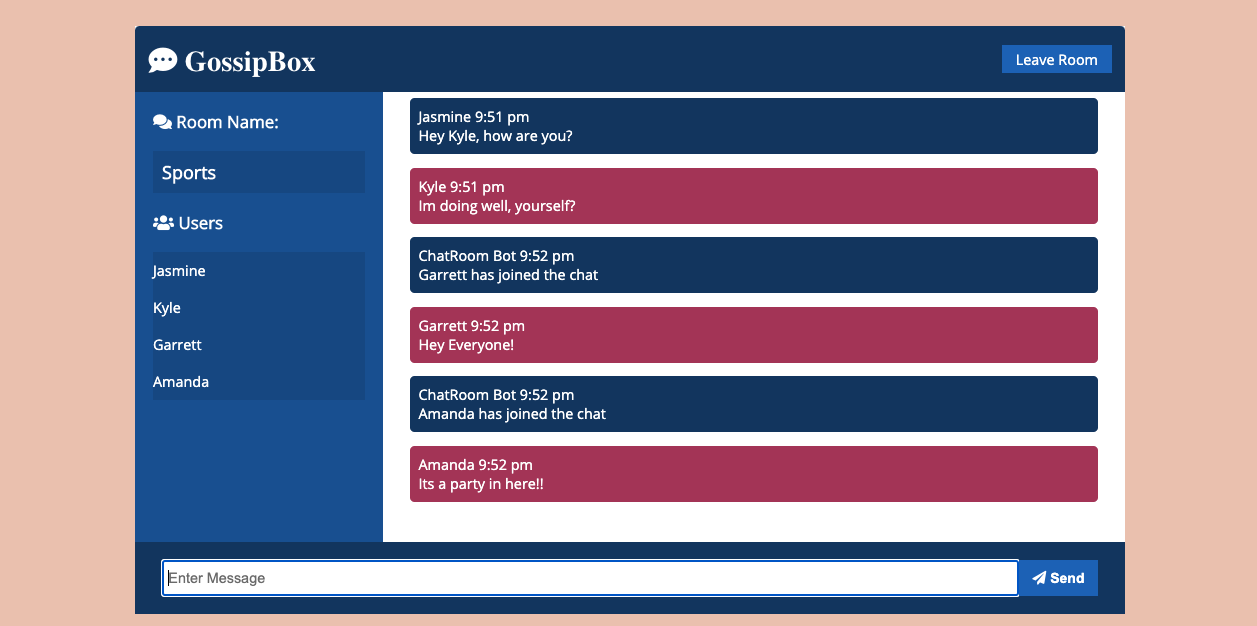 GossipBox
Leave Room
Room Name:
Sports
Users
Jasmine
Kyle
Garrett
Amanda
Jasmine 9:51 pm
Hey Kyle, how are you?
Kyle 9:51 pm
Im doing well, yourself?
ChatRoom Bot 9:52 pm
Garrett has joined the chat
Garrett 9:52 pm
Hey Everyone!
ChatRoom Bot 9:52 pm
Amanda has joined the chat
Amanda 9:52 pm
Its a party in here!!
Enter Message
Send